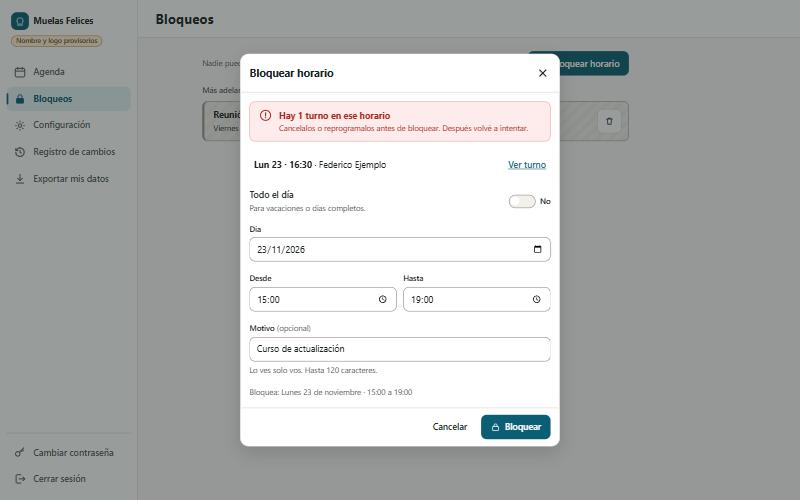 Muelas Felices
Nombre y logo provisorios
Agenda
Bloqueos
Configuración
Registro de cambios
Exportar mis datos
Cambiar contraseña
Cerrar sesión
Bloqueos
Nadie
Más
Viernes
Bloquear horario
Hay 1 turno en ese horario
Cancelalos o reprogramalos antes de bloquear. Después volvé a intentar.
Lun 23 · 16:30 · Federico Ejemplo
Ver turno
Todo el día
No
Para vacaciones o días completos.
Día
23/11/2026
Desde
Hasta
15:00
19:00
Motivo (opcional)
Curso de actualización
Lo ves solo vos. Hasta 120 caracteres.
Bloquea: Lunes 23 de noviembre · 15:00 a 19:00
Cancelar
Bloquear